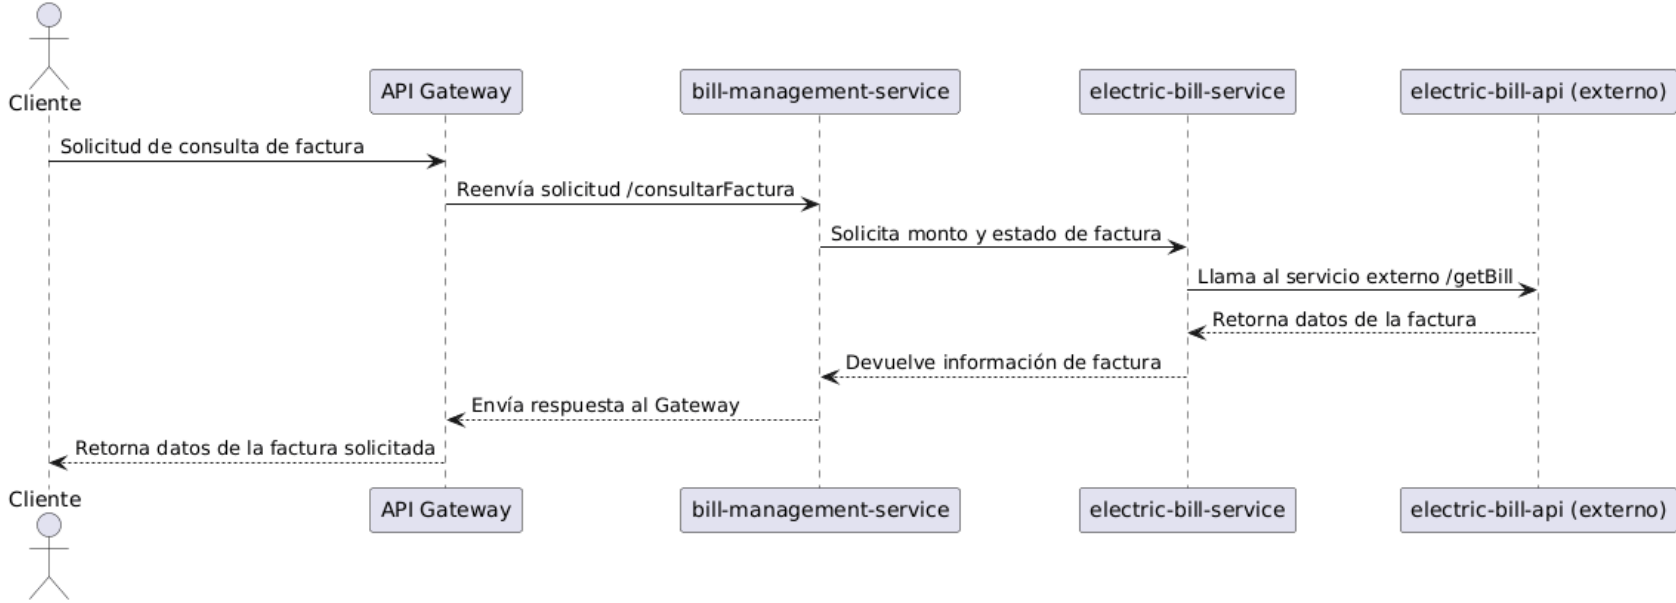 Cliente
API Gateway
bill-management-service
electric-bill-service
electric-bill-api (externo)
Solicitud de consulta de factura
Reenvía solicitud /consultarFactura
Solicita monto y estado de factura
Llama al servicio externo /getBill
Retorna datos de la factura
Devuelve información de factura
Envía respuesta al Gateway
Retorna datos de la factura solicitada
Cliente
API Gateway
bill-management-service
electric-bill-service
electric-bill-api (externo)